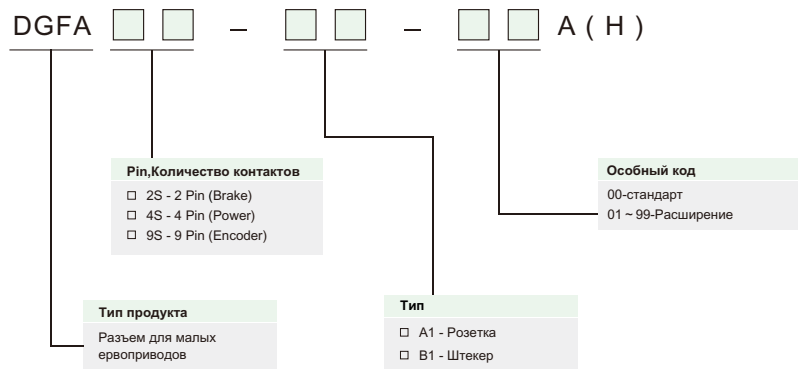 DGFA □ □ – □ □ – □ □ A ( H )
Pin,Количество контактов
□ 2S - 2 Pin (Brake)
□ 4S - 4 Pin (Power)
□ 9S - 9 Pin (Encoder)
Особный код
00-стандарт
01 ~ 99-Расширение
Тип продукта
Разъем для малых
ервоприводов
Тип
□ A1 - Розетка
□ B1 - Штекер